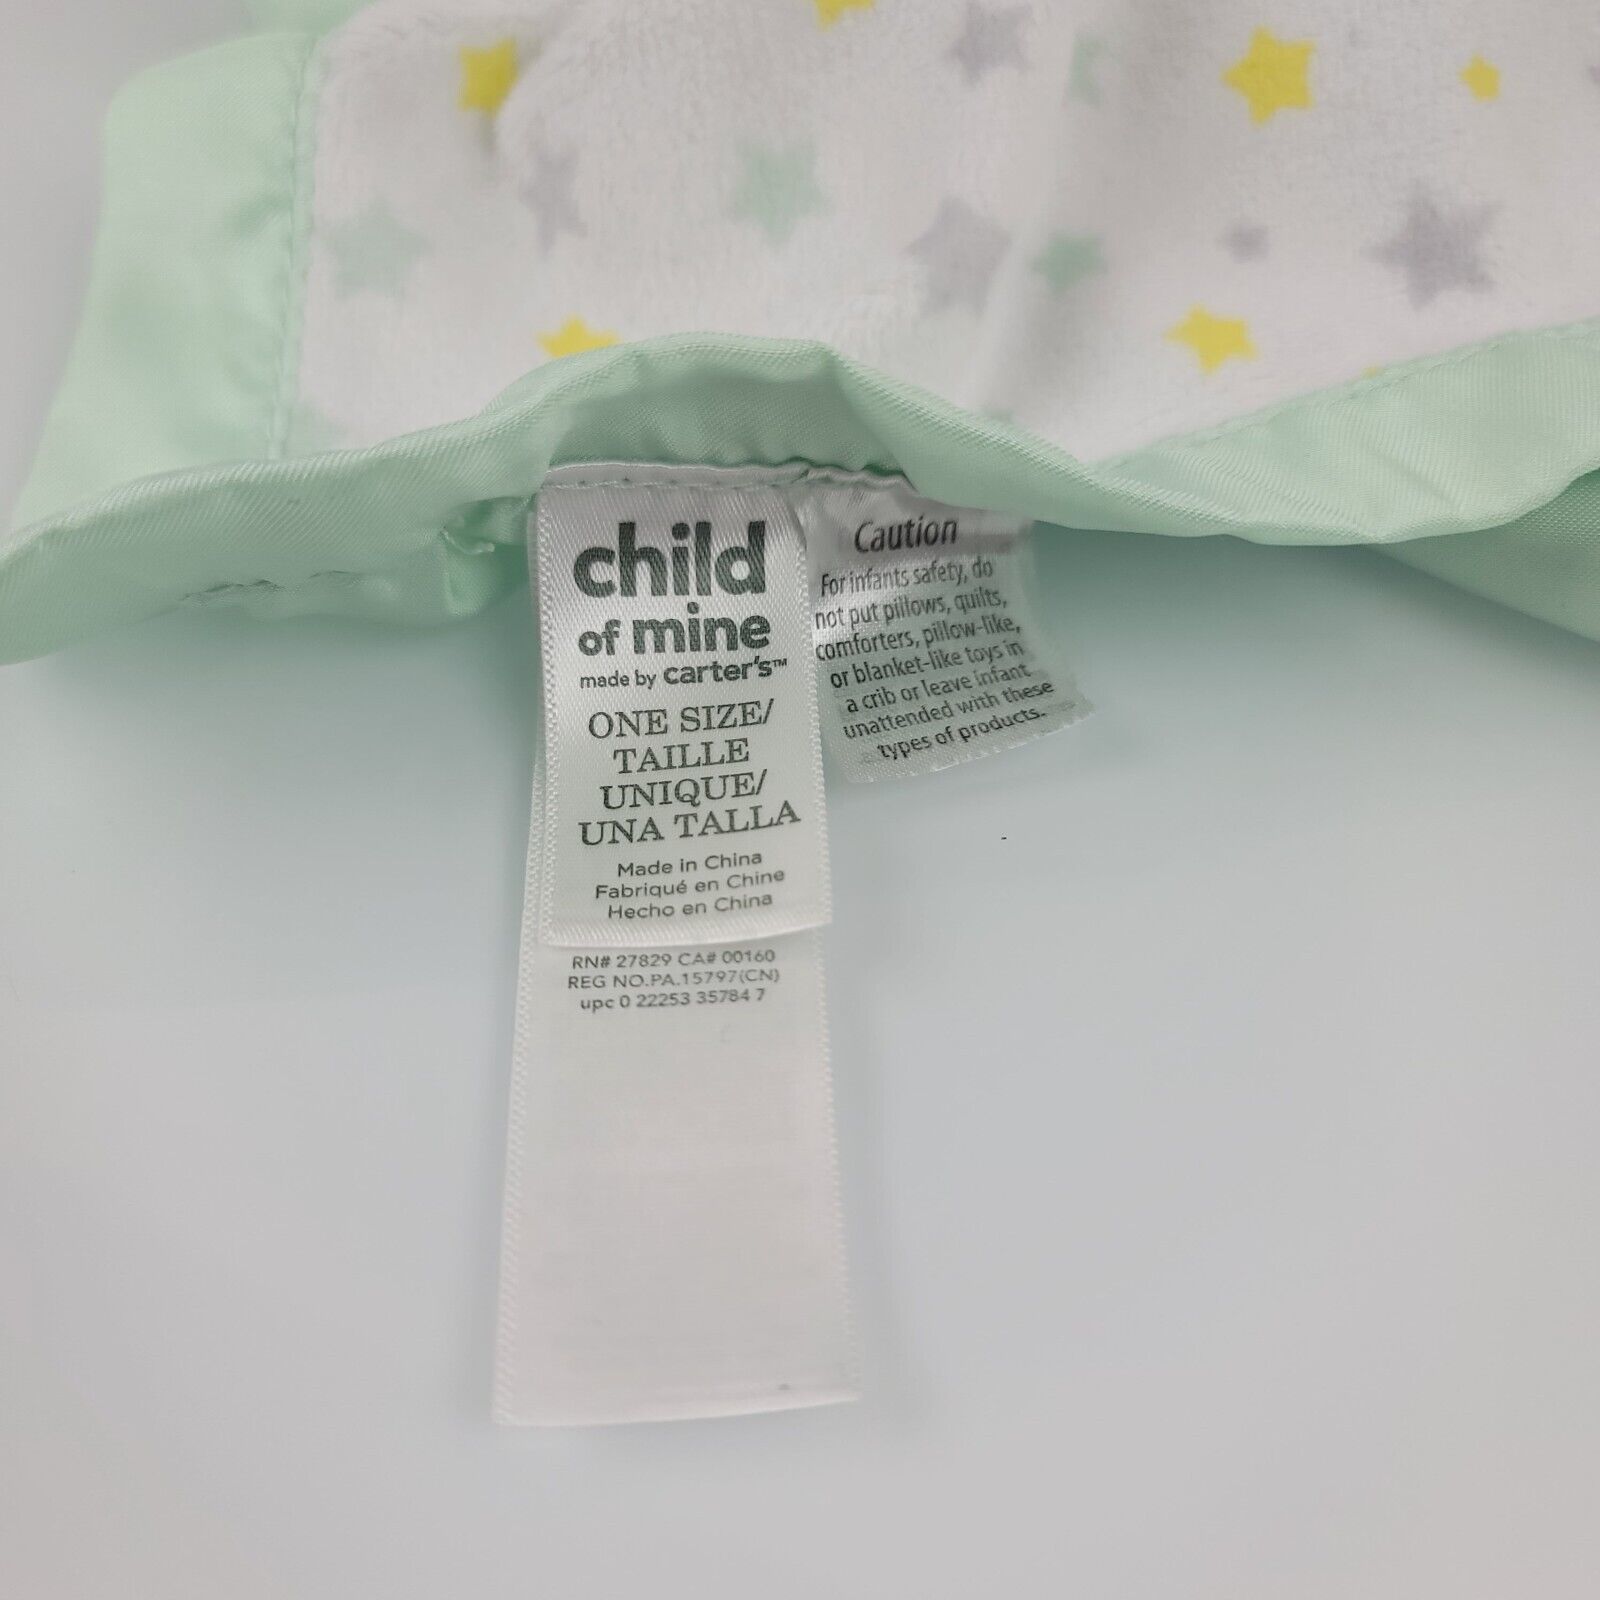 child
of mine
made by carter's™
ONE SIZE/
TAILLE
UNIQUE/
UNA TALLA
Made in China
Fabriqué en Chine
Hecho en China
RN# 27829 CA# 00160
REG NO.PA.15797(CN)
upc 0 22253 35784 7
Caution
For infants safety, do
not put pillows, quilts,
comforters, pillow-like,
or blanket-like toys in
a crib or leave infant
unattended with these
types of products.